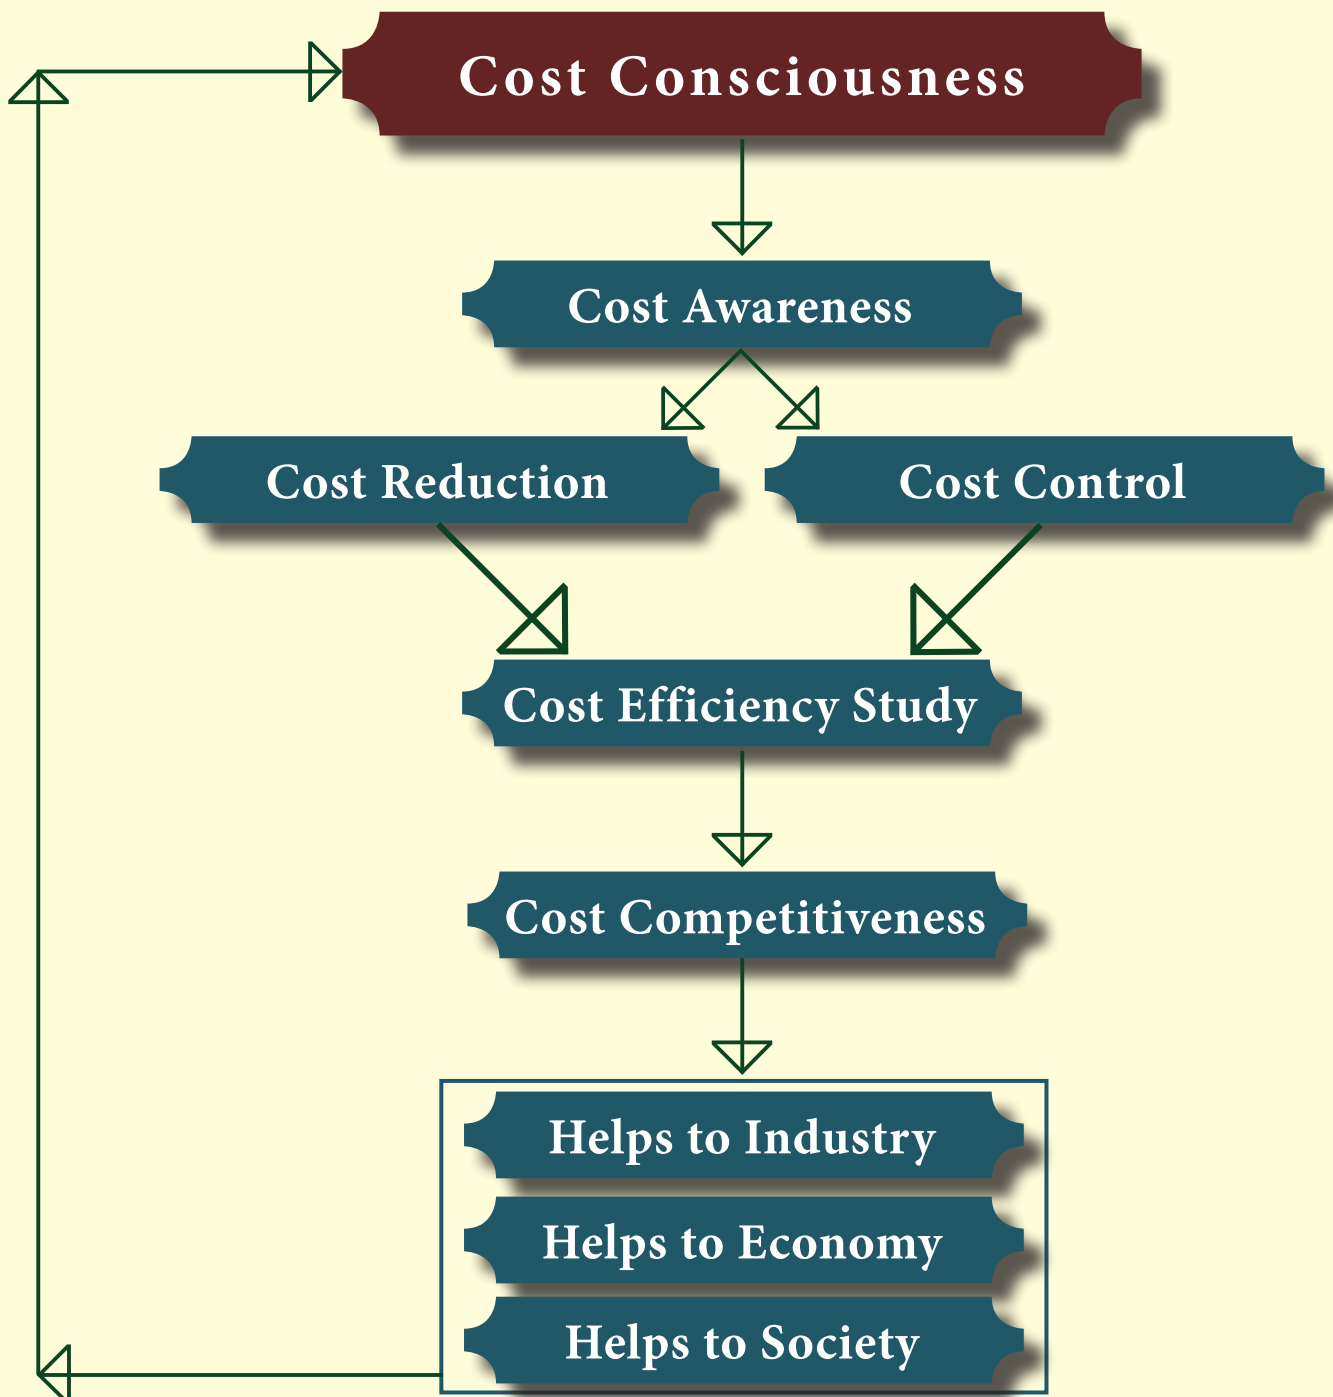 Cost Consciousness
Cost Awareness
Cost Reduction
Cost Control
Cost Efficiency Study
Cost Competitiveness
Helps to Industry
Helps to Economy
Helps to Society